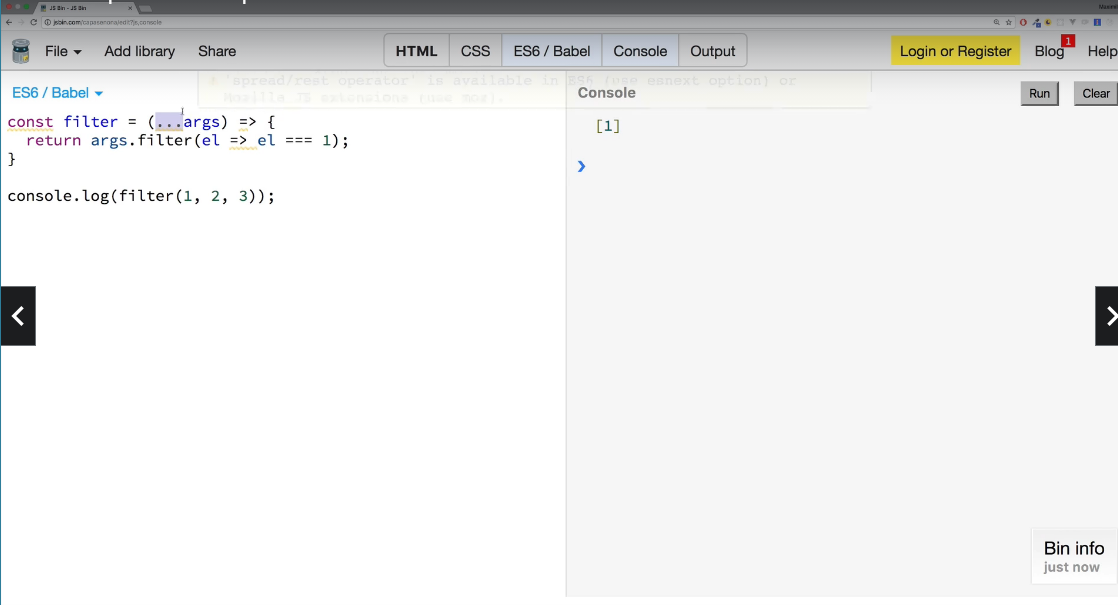 JS Bin - JS Bin
jsbin.com/capasenona/edit?js,console
File
Add library
Share
HTML
CSS
ES6 / Babel
Console
Output
Login or Register
Blog
1
Help
'spread/rest operator' is available in ES6 (use esnext option) or
Mozilla JS extensions (use moz).
ES6 / Babel
Console
Run
Clear
const filter = (...args) => {
return args.filter(el => el === 1);
}
console.log(filter(1, 2, 3));
[1]
Bin info
just now